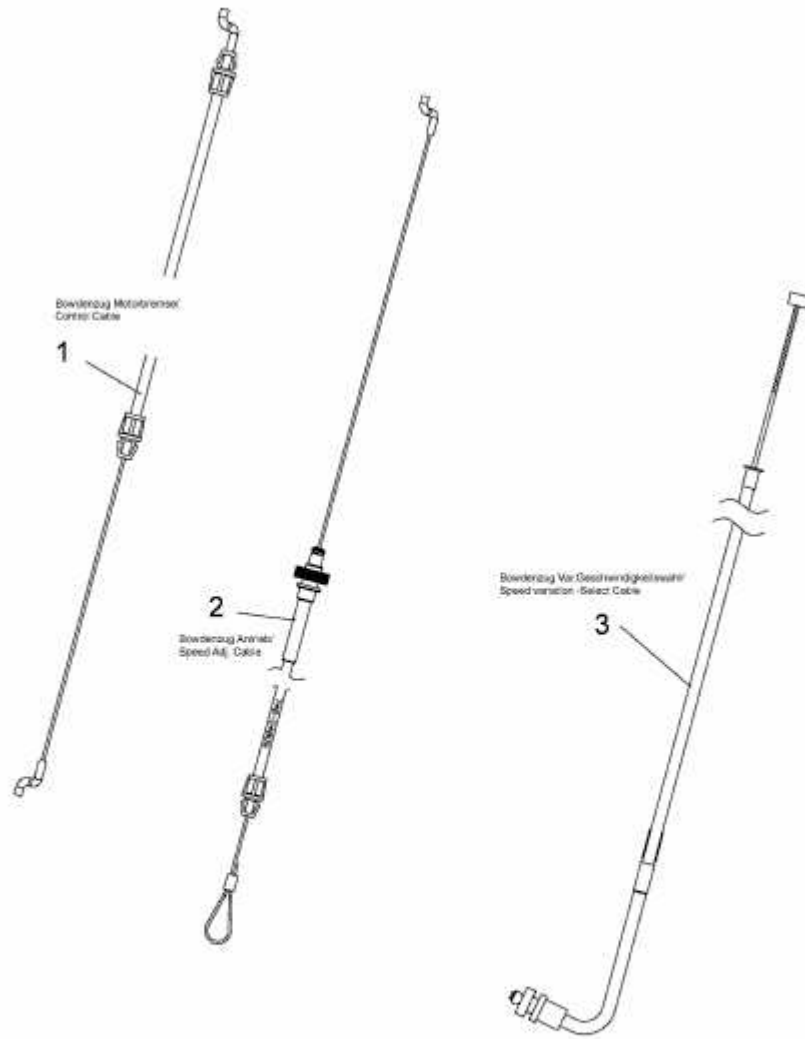 Bowdenzug Motorbremse/
Control Cable
1
2
Bowdenzug Antrieb/
Speed Adj. Cable
Bowdenzug Var.Geschwindigkeitswahl/
Speed variation -Select Cable
3